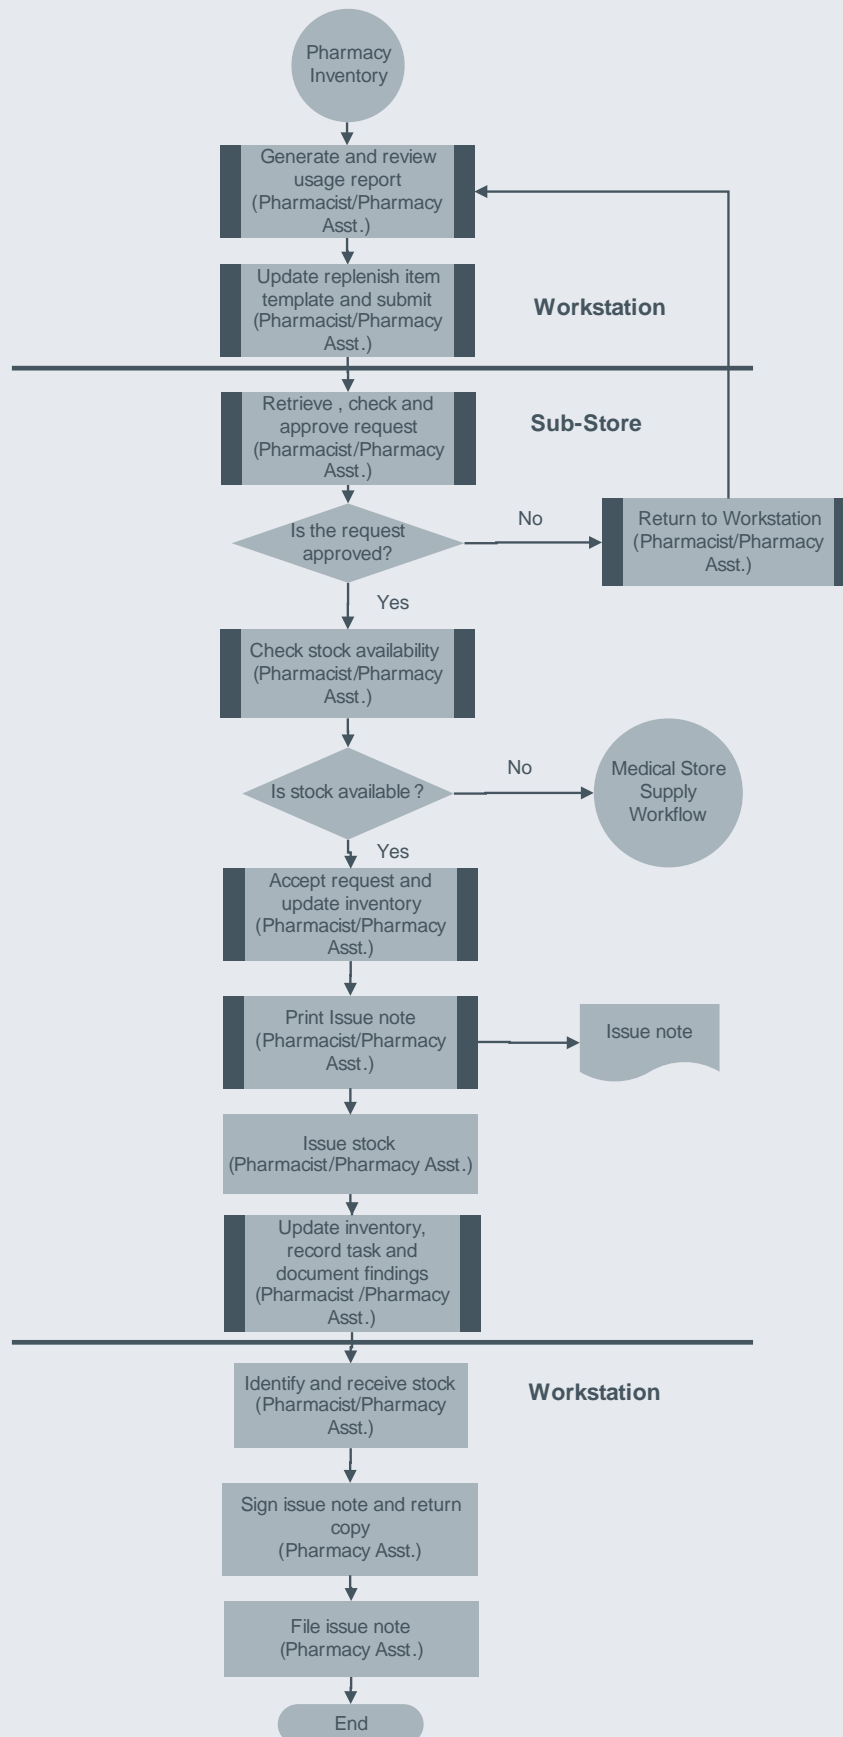 Pharmacy
Inventory
Generate and review
usage report
(Pharmacist/Pharmacy
Asst.)
Update replenish item
template and submit
(Pharmacist/Pharmacy
Asst.)
Workstation
Retrieve , check and
approve request
(Pharmacist/Pharmacy
Asst.)
Sub-Store
Is the request
approved?
No
Return to Workstation
(Pharmacist/Pharmacy
Asst.)
Yes
Check stock availability
(Pharmacist/Pharmacy
Asst.)
Is stock available ?
No
Medical Store
Supply
Workflow
Yes
Accept request and
update inventory
(Pharmacist/Pharmacy
Asst.)
Print Issue note
(Pharmacist/Pharmacy
Asst.)
Issue note
Issue stock
(Pharmacist/Pharmacy Asst.)
Update inventory,
record task and
document findings
(Pharmacist /Pharmacy
Asst.)
Identify and receive stock
(Pharmacist/Pharmacy
Asst.)
Workstation
Sign issue note and return
copy
(Pharmacy Asst.)
File issue note
(Pharmacy Asst.)
End